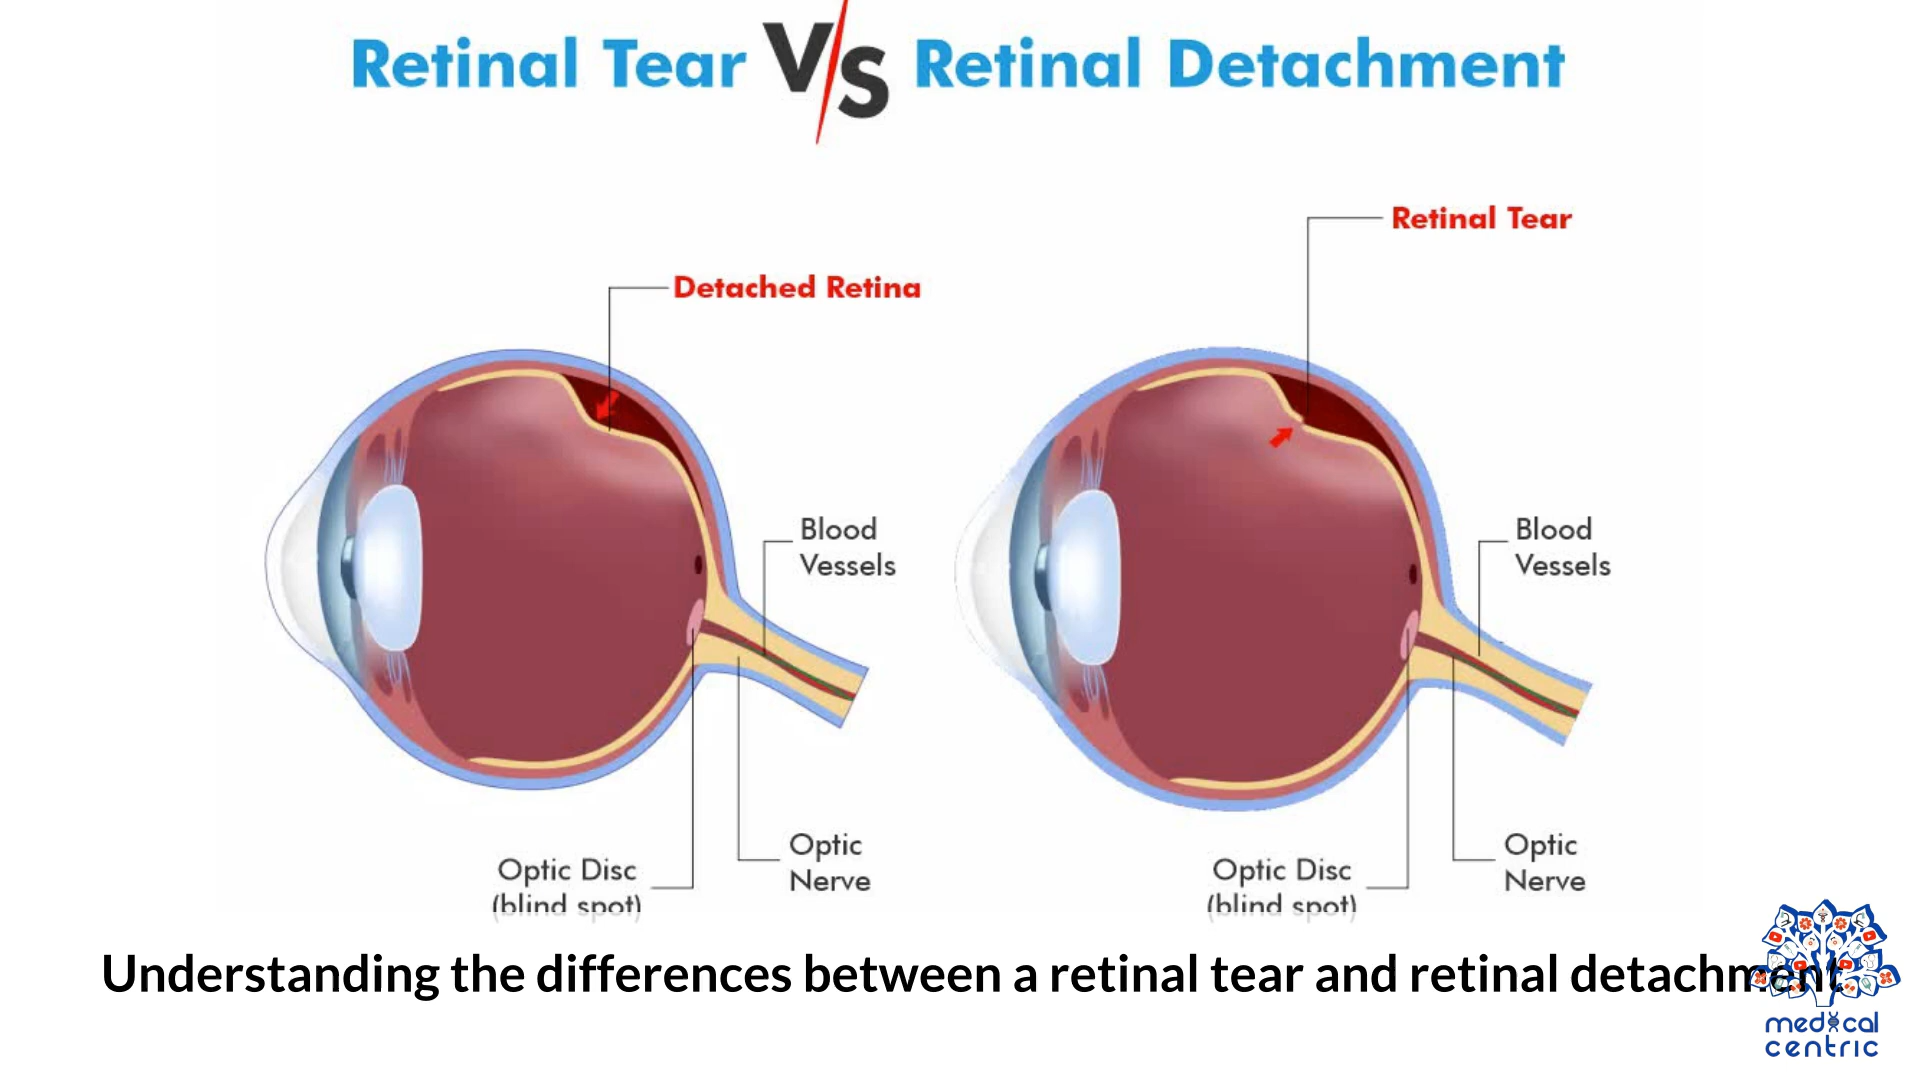 Retinal Tear VS Retinal Detachment
Retinal Tear
Detached Retina
Blood
Vessels
Blood
Vessels
Optic
Nerve
Optic Disc
(blind spot)
Optic
Nerve
Optic Disc
(blind spot)
Understanding the differences between a retinal tear and retinal detachment
medical
centric